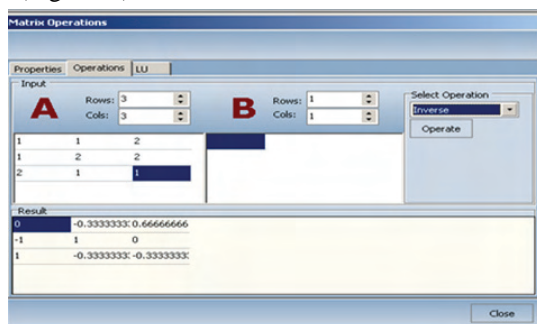 Matrix Operations
Properties Operations LU
Input
A Rows: 3 B Rows: 1 Select Operation
Cols: 3 Cols: 1 Inverse
Operate
1 1 2
1 2 2
2 1 1
Result
0 -0.3333333: 0.66666666
-1 1 0
1 -0.3333333: -0.3333333:
Close